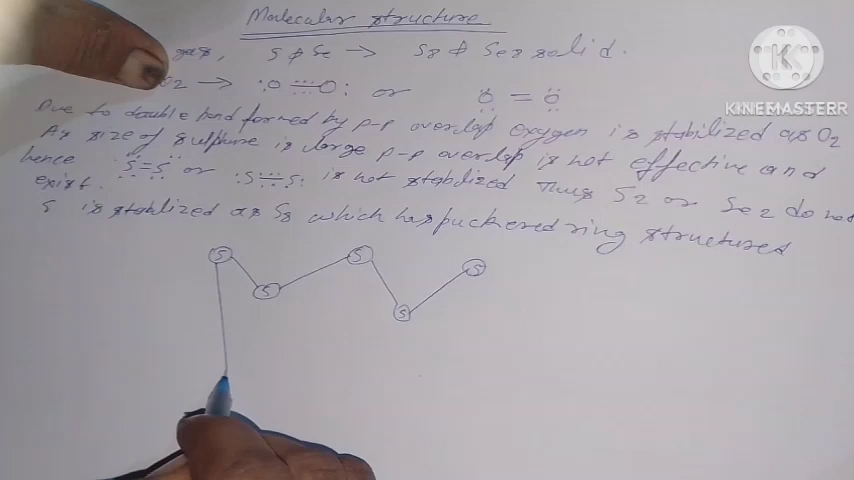 Molecular structure
gas, S & Se → S8 & Se8 solid.
O2 → :O≡O: or O=O
Due to double bond formed by p-p overlap oxygen is stabilized as O2
As size of sulphur is large p-p overlap is not effective and
hence S=S or :S=S: is not stabilized Thus S2 or Se2 do not
exist.
S is stablized as S8 which has puckered ring structures
S S S S S
K
KINEMASTER